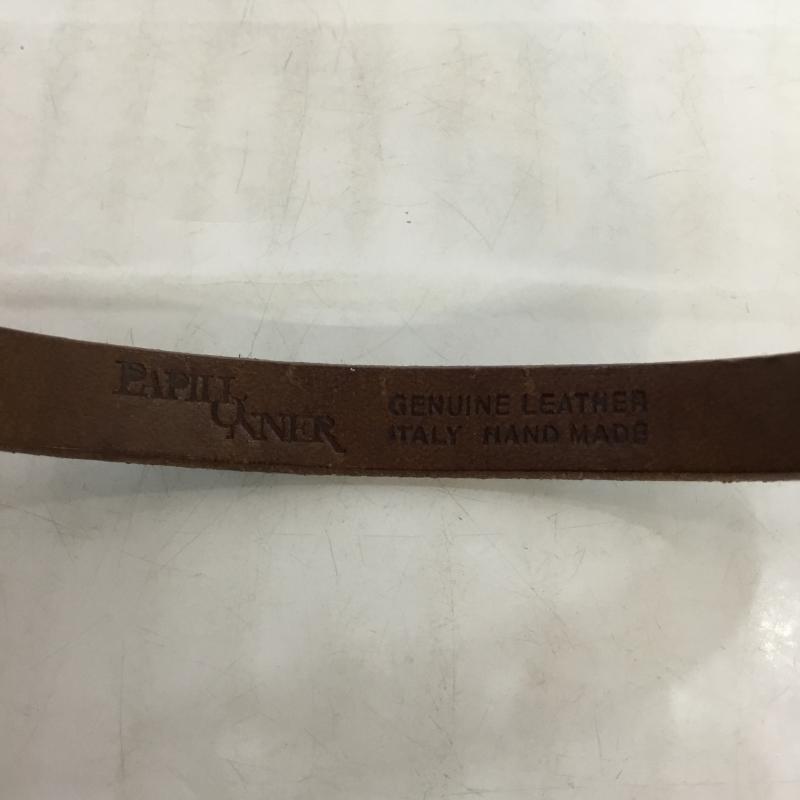 PAPILL
ONNER
GENUINE LEATHER
ITALY HAND MADE